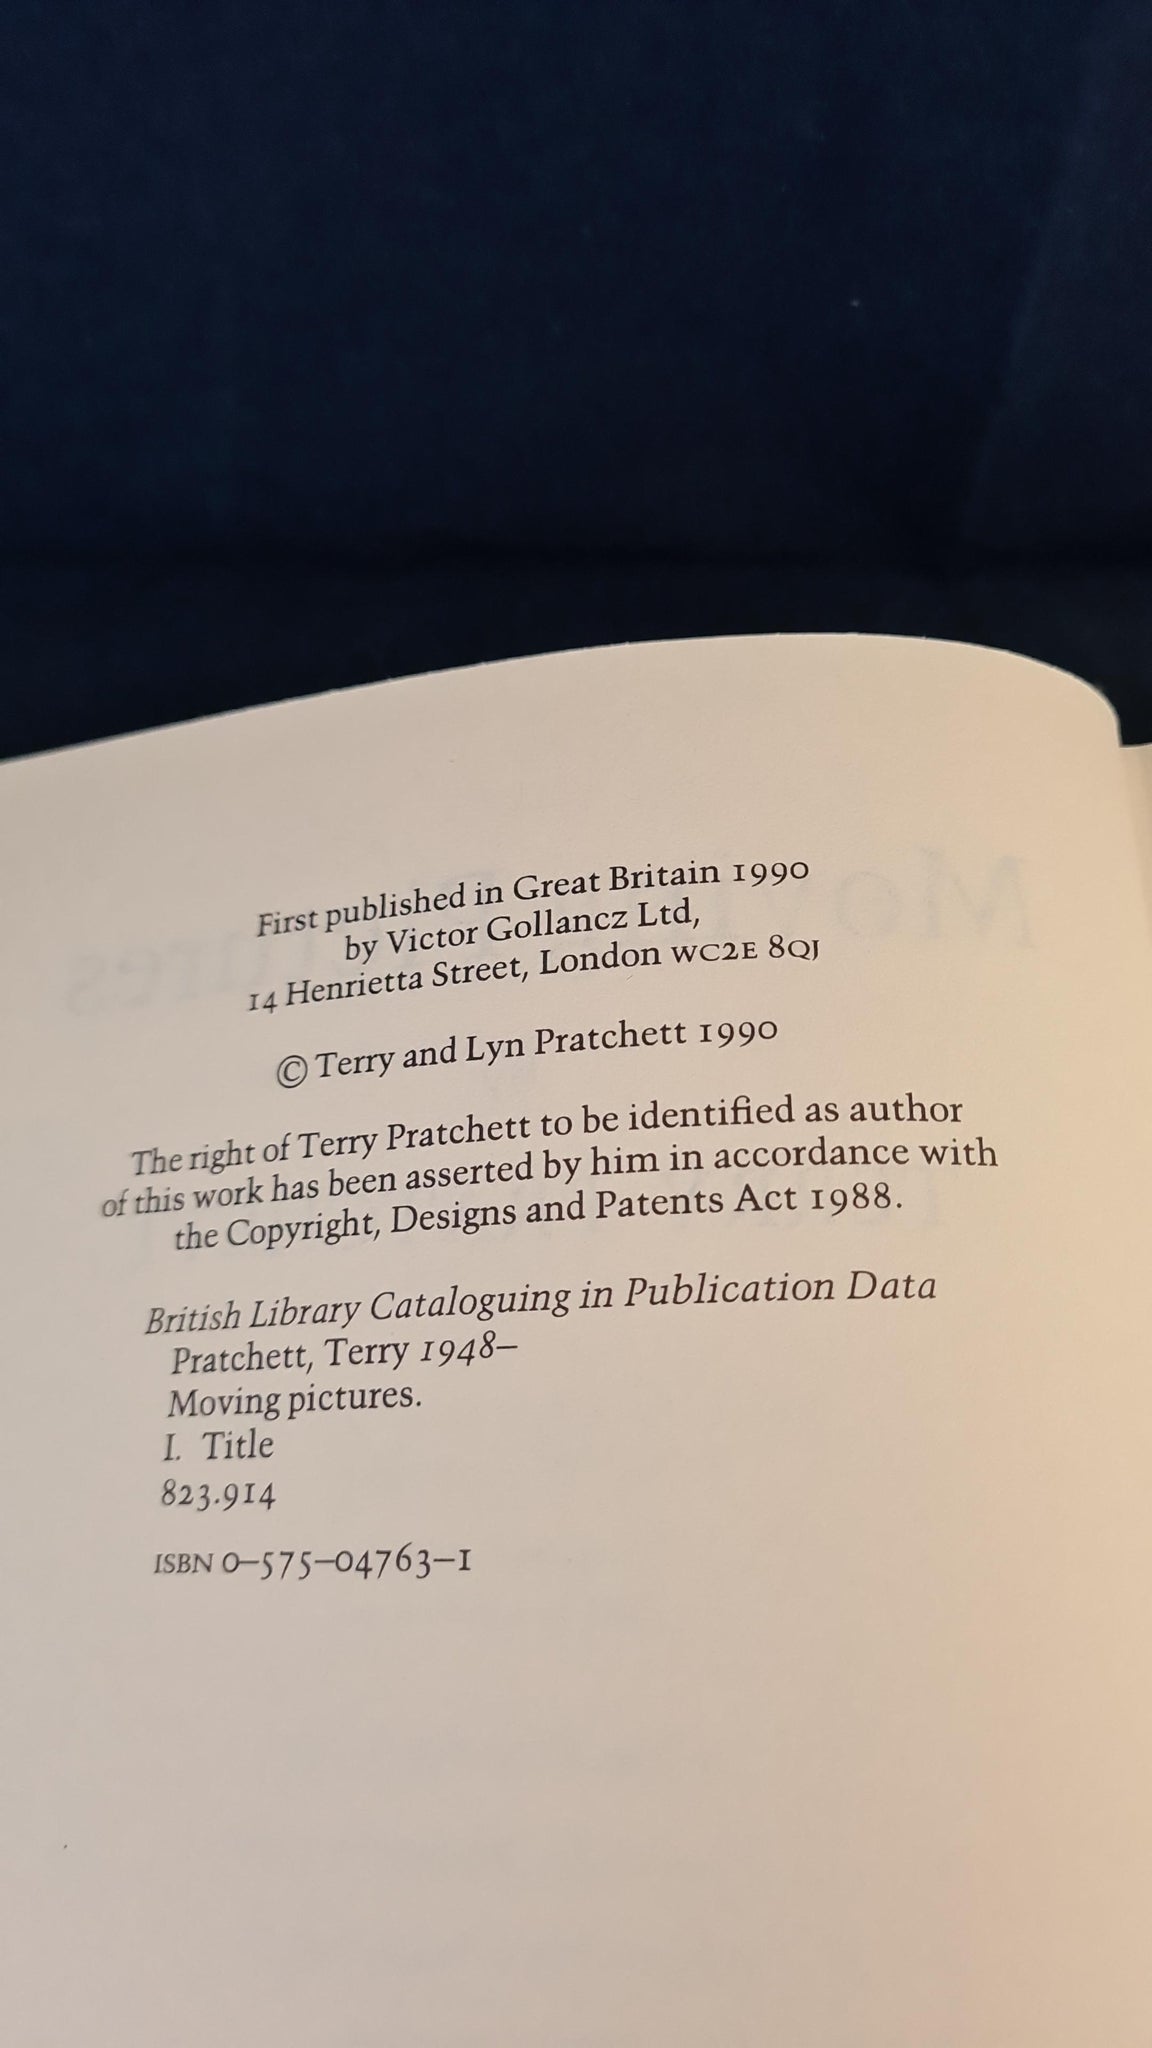 First published in Great Britain 1990
by Victor Gollancz Ltd,
14 Henrietta Street, London WC2E 8QJ
© Terry and Lyn Pratchett 1990
The right of Terry Pratchett to be identified as author
of this work has been asserted by him in accordance with
the Copyright, Designs and Patents Act 1988.
British Library Cataloguing in Publication Data
Pratchett, Terry 1948–
Moving pictures.
I. Title
823.914
ISBN 0–575–04763–1